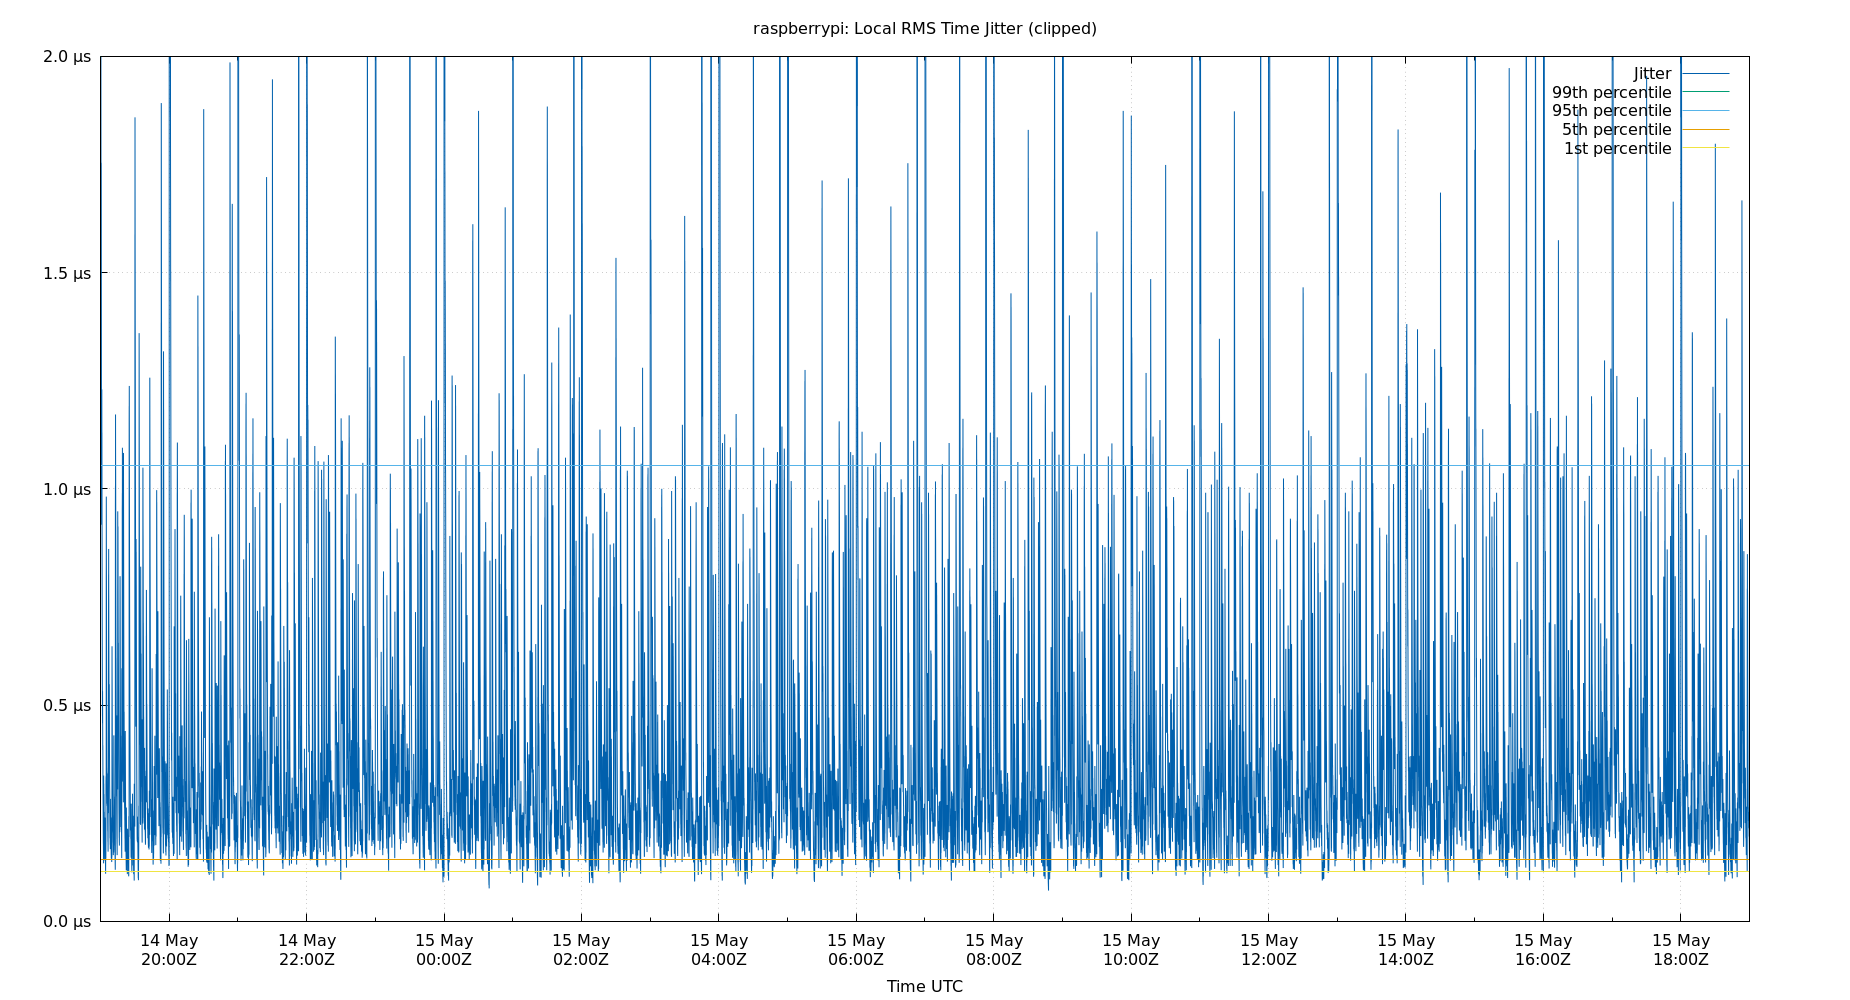 raspberrypi: Local RMS Time Jitter (clipped)
2.0 µs
1.5 µs
1.0 µs
0.5 µs
0.0 µs
Jitter
99th percentile
95th percentile
5th percentile
1st percentile
14 May 14 May 15 May 15 May 15 May 15 May 15 May 15 May 15 May 15 May 15 May 15 May
20:00Z 22:00Z 00:00Z 02:00Z 04:00Z 06:00Z 08:00Z 10:00Z 12:00Z 14:00Z 16:00Z 18:00Z
Time UTC